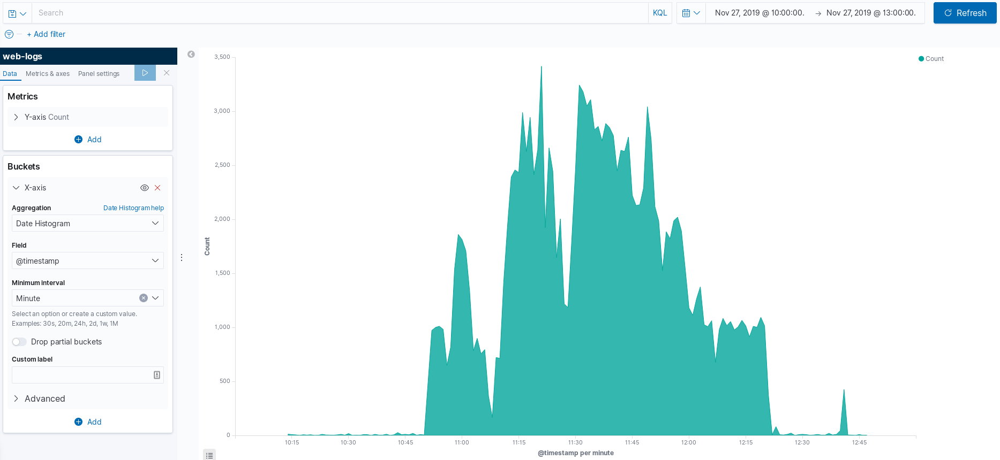 Search
KQL
Nov 27, 2019 @ 10:00:00. → Nov 27, 2019 @ 13:00:00.
Refresh
+ Add filter
web-logs
Data Metrics & axes Panel settings
Metrics
Y-axis Count
Add
Buckets
X-axis
Aggregation Date Histogram help
Date Histogram
Field
@timestamp
Minimum interval
Minute
Select an option or create a custom value.
Examples: 30s, 20m, 24h, 2d, 1w, 1M
Drop partial buckets
Custom label
Advanced
Add
Count
3,500
3,000
2,500
2,000
1,500
1,000
500
0
Count
10:15 10:30 10:45 11:00 11:15 11:30 11:45 12:00 12:15 12:30 12:45
@timestamp per minute